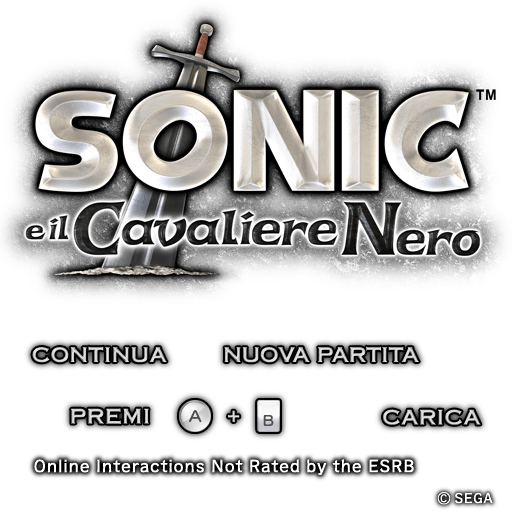 SONIC™
e il Cavaliere Nero
CONTINUA NUOVA PARTITA
PREMI A + B CARICA
Online Interactions Not Rated by the ESRB
© SEGA